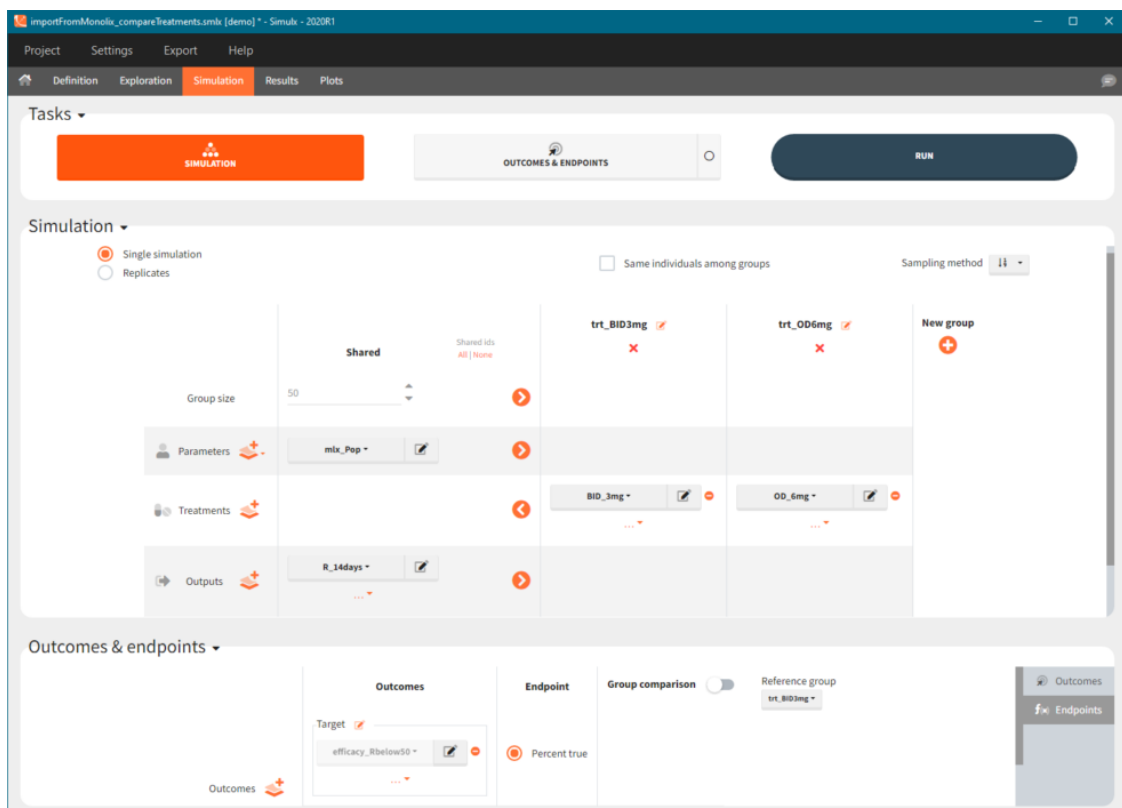 importFromMonolix_compareTreatments.smlx [demo] * - Simulx - 2020R1
Project Settings Export Help
Definition Exploration Simulation Results Plots
Tasks
SIMULATION
OUTCOMES & ENDPOINTS
RUN
Simulation
Single simulation
Replicates
Same individuals among groups
Sampling method
Shared
Shared ids
All | None
trt_BID3mg
trt_OD6mg
New group
Group size
50
Parameters
mlx_Pop
Treatments
BID_3mg
...
OD_6mg
...
Outputs
R_14days
...
Outcomes & endpoints
Outcomes
Endpoint
Group comparison
Reference group
trt_BID3mg
Outcomes
f(x) Endpoints
Target
efficacy_Rbelow50
...
Percent true
Outcomes